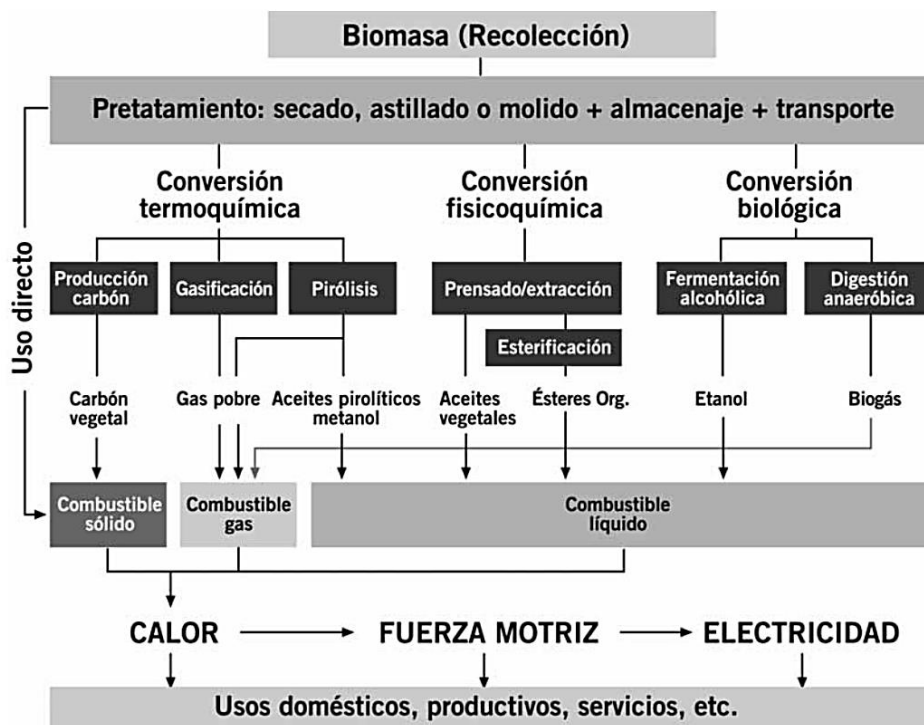 Biomasa (Recolección)
Pretatamiento: secado, astillado o molido + almacenaje + transporte
Uso directo
Conversión
termoquímica
Conversión
fisicoquímica
Conversión
biológica
Producción
carbón
Gasificación
Pirólisis
Prensado/extracción
Fermentación
alcohólica
Digestión
anaeróbica
Esterificación
Carbón
vegetal
Gas pobre
Aceites pirolíticos
metanol
Aceites
vegetales
Ésteres Org.
Etanol
Biogás
Combustible
sólido
Combustible
gas
Combustible
líquido
CALOR
FUERZA MOTRIZ
ELECTRICIDAD
Usos domésticos, productivos, servicios, etc.